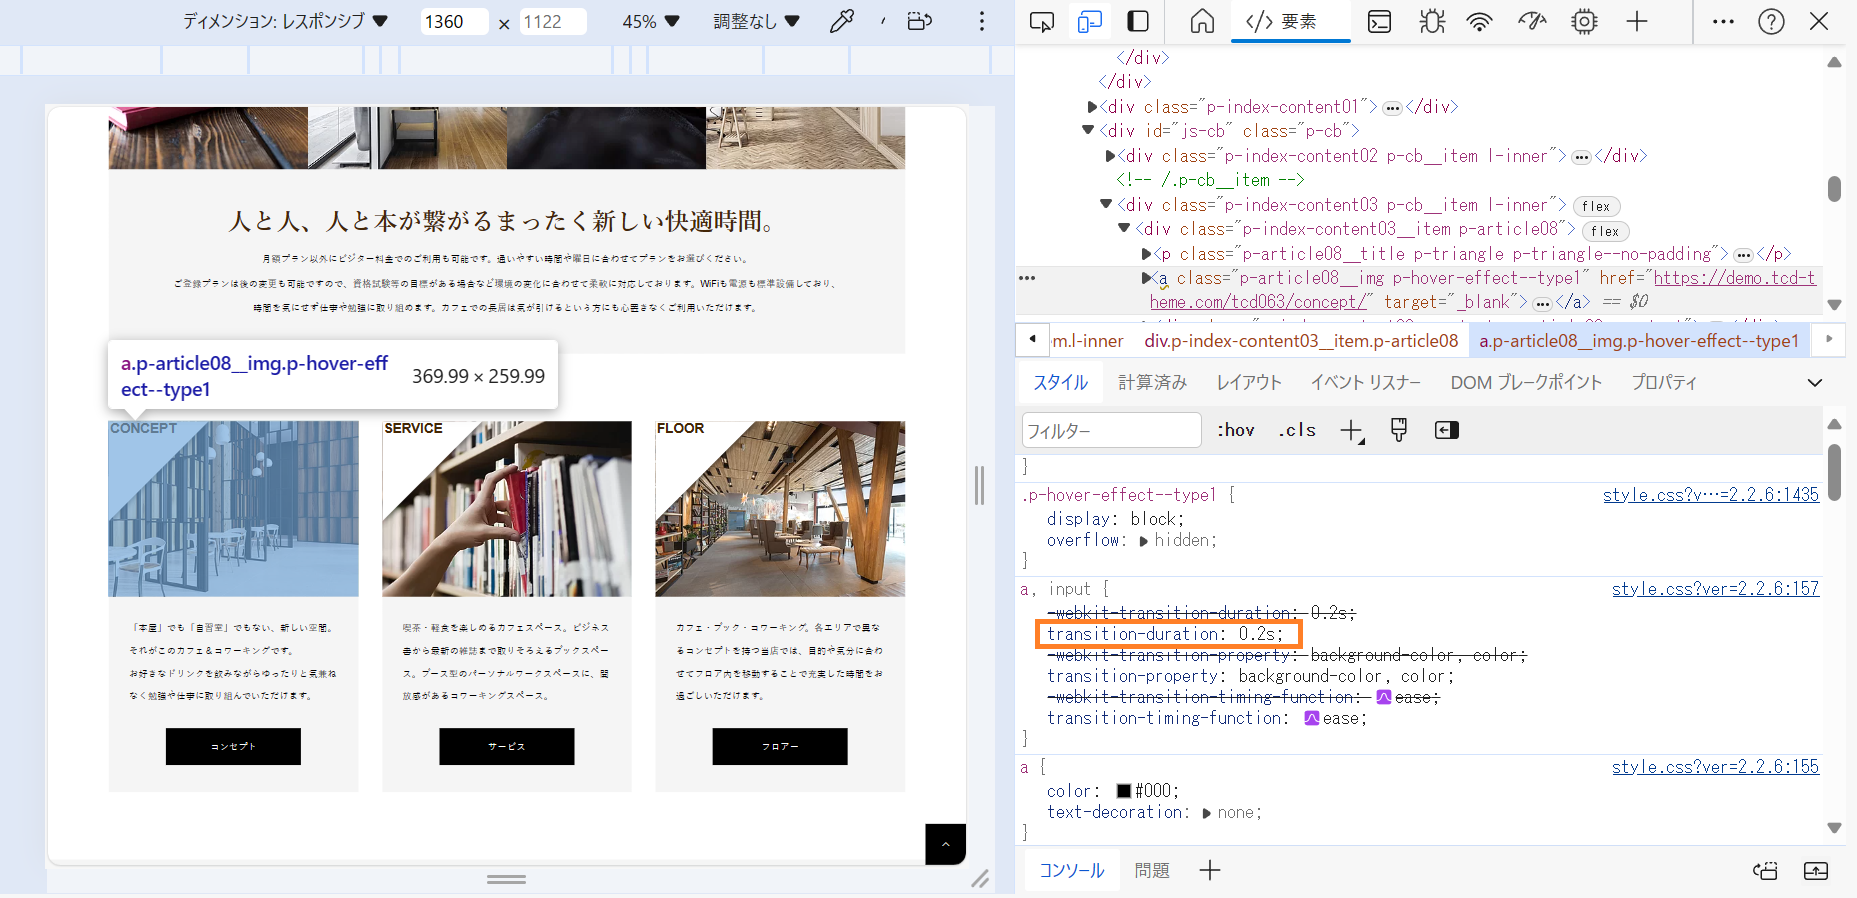 ディメンション: レスポンシブ ▼ 1360 × 1122 45% ▼ 調整なし ▼
人と人、人と本が繋がるまったく新しい快適時間。
月額プラン以外にビジター料金でのご利用も可能です。通いやすい時間や曜日に合わせてプランをお選びください。
ご登録プランは後の変更も可能ですので、資格試験等の目標がある場合など環境の変化に合わせて柔軟に対応しております。WiFiも電源も標準設備しており、
時間を気にせず仕事や勉強に取り組めます。カフェでの長居は気が引けるという方にも心置きなくご利用いただけます。
a.p-article08__img.p-hover-eff
ect--type1
369.99 × 259.99
CONCEPT
「本屋」でも「自習室」でもない、新しい空間。
それがこのカフェ＆コワーキングです。
お好きなドリンクを飲みながらゆったりと気兼ね
なく勉強や仕事に取り組んでいただけます。
コンセプト
SERVICE
喫茶・軽食を楽しめるカフェスペース。ビジネス
書から最新の雑誌まで取りそろえるブックスペー
ス。ブース型のパーソナルワークスペースに、開
放感があるコワーキングスペース。
サービス
FLOOR
カフェ・ブック・コワーキング。各エリアで異な
るコンセプトを持つ当店では、目的や気分に合わ
せてフロア内を移動することで充実した時間をお
過ごしいただけます。
フロアー
</> 要素
</div>
</div>
▶<div class="p-index-content01"> ••• </div>
▼<div id="js-cb" class="p-cb">
▶<div class="p-index-content02 p-cb__item l-inner"> ••• </div>
<!-- /.p-cb__item -->
▼<div class="p-index-content03 p-cb__item l-inner"> flex
▼<div class="p-index-content03__item p-article08"> flex
▶<p class="p-article08__title p-triangle p-triangle--no-padding"> ••• </p>
••• ▶<a class="p-article08__img p-hover-effect--type1" href="https://demo.tcd-t
heme.com/tcd063/concept/" target="_blank"> ••• </a> == $0
m.l-inner div.p-index-content03__item.p-article08 a.p-article08__img.p-hover-effect--type1
スタイル 計算済み レイアウト イベント リスナー DOM ブレークポイント プロパティ
フィルター :hov .cls
}
.p-hover-effect--type1 { style.css?v…=2.2.6:1435
display: block;
overflow: ▶ hidden;
}
a, input { style.css?ver=2.2.6:157
-webkit-transition-duration: 0.2s;
transition-duration: 0.2s;
-webkit-transition-property: background-color, color;
transition-property: background-color, color;
-webkit-transition-timing-function: ease;
transition-timing-function: ease;
}
a { style.css?ver=2.2.6:155
color: #000;
text-decoration: ▶ none;
}
コンソール 問題